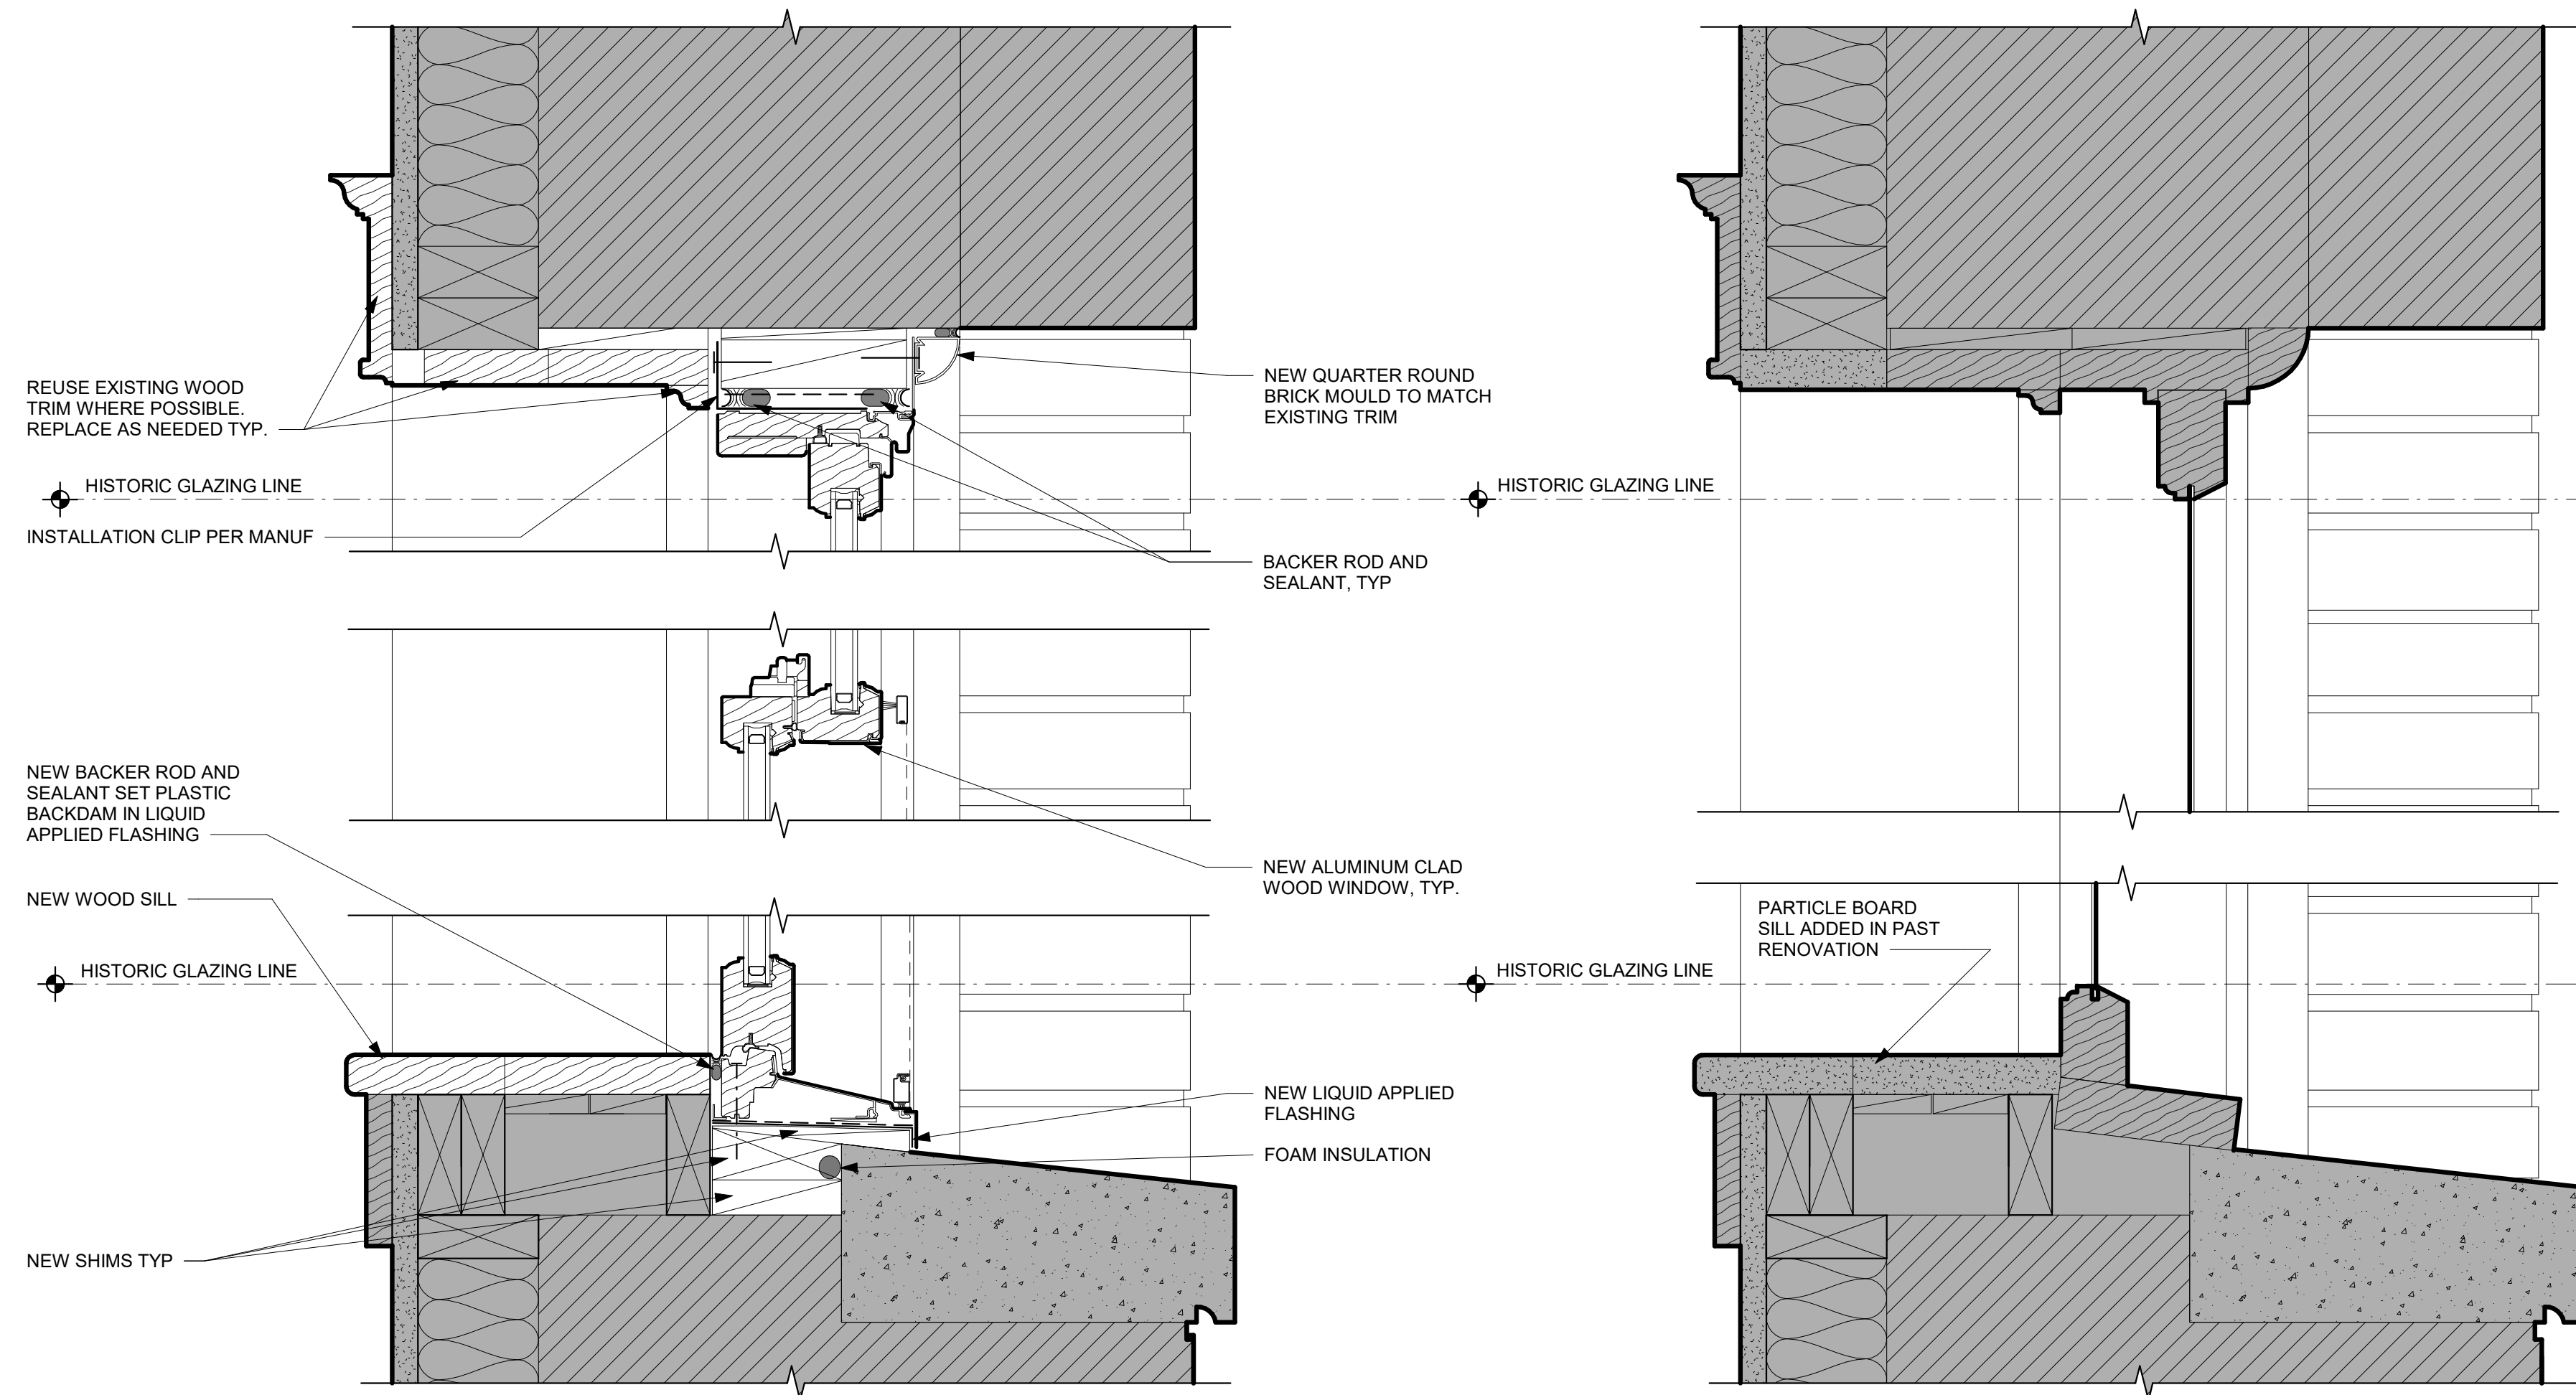 REUSE EXISTING WOOD
TRIM WHERE POSSIBLE.
REPLACE AS NEEDED TYP.
HISTORIC GLAZING LINE
INSTALLATION CLIP PER MANUF
NEW QUARTER ROUND
BRICK MOULD TO MATCH
EXISTING TRIM
BACKER ROD AND
SEALANT, TYP
NEW BACKER ROD AND
SEALANT SET PLASTIC
BACKDAM IN LIQUID
APPLIED FLASHING
NEW WOOD SILL
HISTORIC GLAZING LINE
NEW SHIMS TYP
NEW ALUMINUM CLAD
WOOD WINDOW, TYP.
NEW LIQUID APPLIED
FLASHING
FOAM INSULATION
HISTORIC GLAZING LINE
PARTICLE BOARD
SILL ADDED IN PAST
RENOVATION
HISTORIC GLAZING LINE